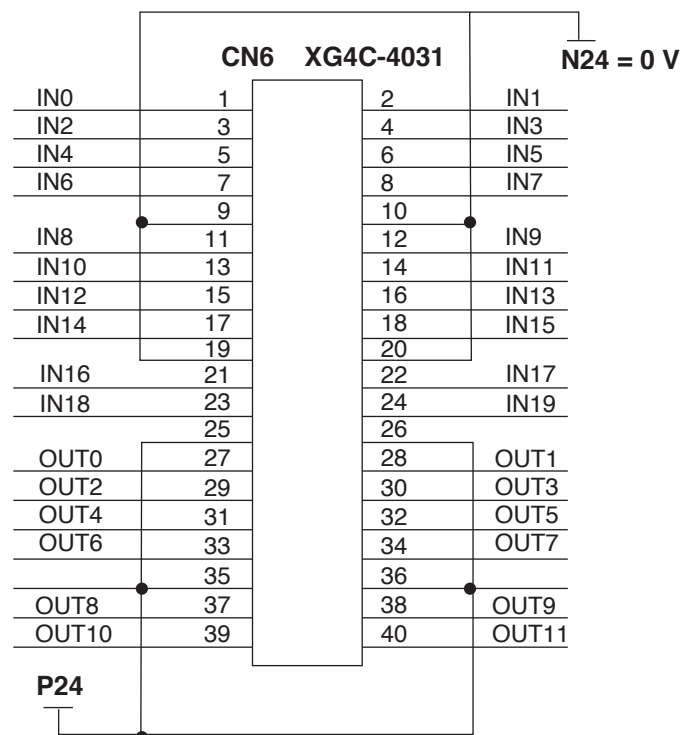 CN6 XG4C-4031
N24 = 0 V
IN0 1 2 IN1
IN2 3 4 IN3
IN4 5 6 IN5
IN6 7 8 IN7
9 10
IN8 11 12 IN9
IN10 13 14 IN11
IN12 15 16 IN13
IN14 17 18 IN15
19 20
IN16 21 22 IN17
IN18 23 24 IN19
25 26
OUT0 27 28 OUT1
OUT2 29 30 OUT3
OUT4 31 32 OUT5
OUT6 33 34 OUT7
35 36
OUT8 37 38 OUT9
OUT10 39 40 OUT11
P24